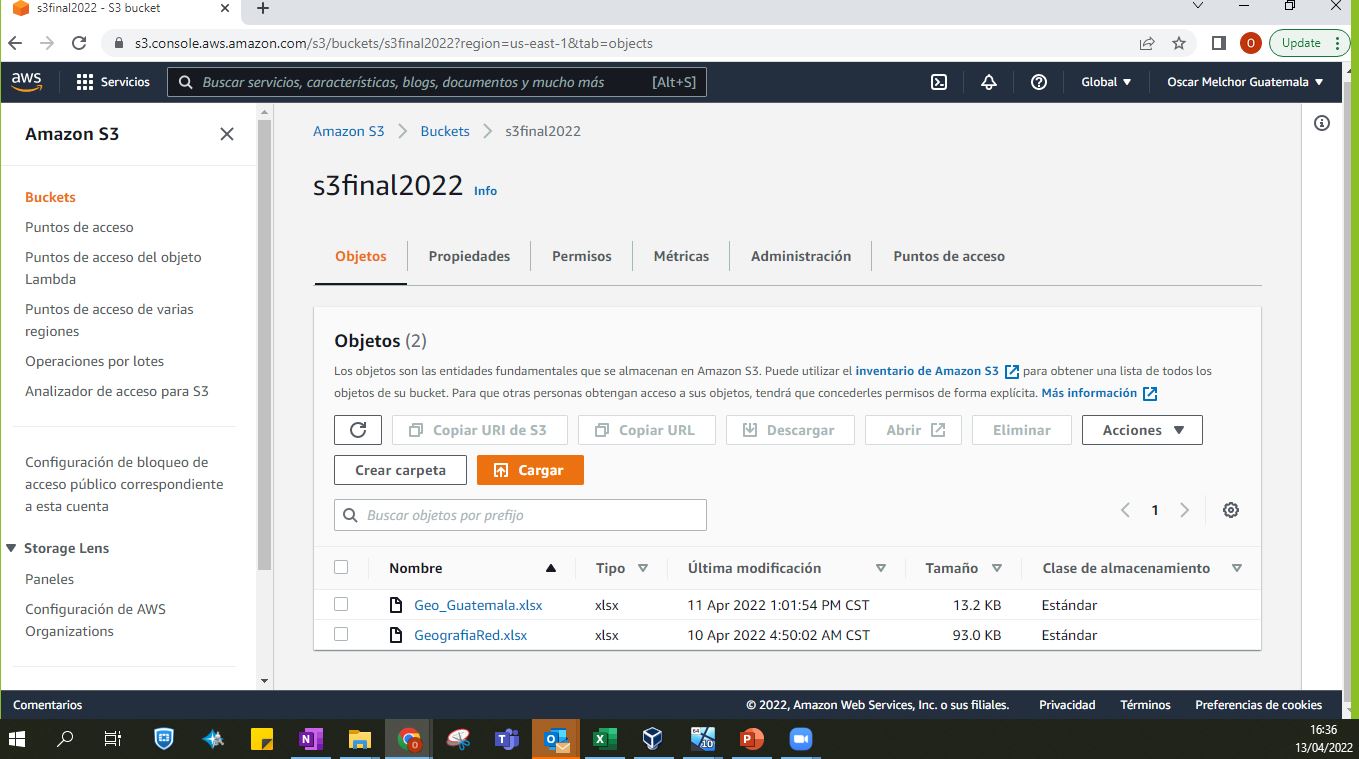 s3final2022 - S3 bucket
s3.console.aws.amazon.com/s3/buckets/s3final2022?region=us-east-1&tab=objects
O
Update
aws
Servicios
Buscar servicios, características, blogs, documentos y mucho más
[Alt+S]
Global
Oscar Melchor Guatemala
Amazon S3
Buckets
Puntos de acceso
Puntos de acceso del objeto
Lambda
Puntos de acceso de varias
regiones
Operaciones por lotes
Analizador de acceso para S3
Configuración de bloqueo de
acceso público correspondiente
a esta cuenta
Storage Lens
Paneles
Configuración de AWS
Organizations
Amazon S3 > Buckets > s3final2022
s3final2022 Info
Objetos
Propiedades
Permisos
Métricas
Administración
Puntos de acceso
Objetos (2)
Los objetos son las entidades fundamentales que se almacenan en Amazon S3. Puede utilizar el inventario de Amazon S3 para obtener una lista de todos los
objetos de su bucket. Para que otras personas obtengan acceso a sus objetos, tendrá que concederles permisos de forma explícita. Más información
Copiar URI de S3
Copiar URL
Descargar
Abrir
Eliminar
Acciones
Crear carpeta
Cargar
Buscar objetos por prefijo
1
Nombre Tipo Última modificación Tamaño Clase de almacenamiento
Geo_Guatemala.xlsx xlsx 11 Apr 2022 1:01:54 PM CST 13.2 KB Estándar
GeografiaRed.xlsx xlsx 10 Apr 2022 4:50:02 AM CST 93.0 KB Estándar
Comentarios
© 2022, Amazon Web Services, Inc. o sus filiales.
Privacidad
Términos
Preferencias de cookies
16:36
13/04/2022